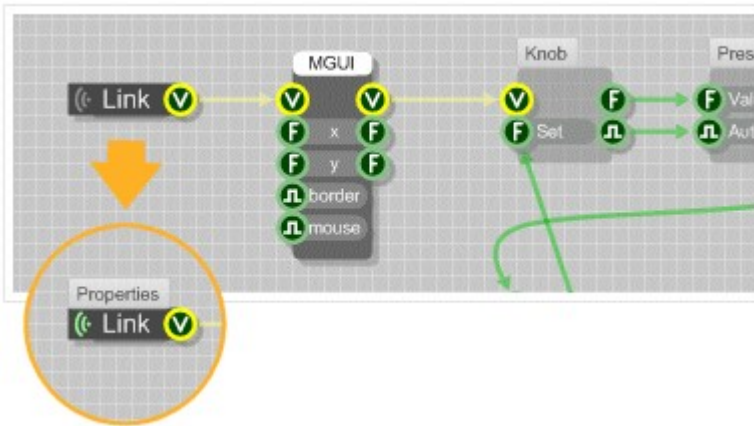 MGUI
Knob
Pres
Link
V
V
V
V
F
F
Val
F
x
F
F
Set
Aut
F
y
F
border
mouse
Properties
Link
V